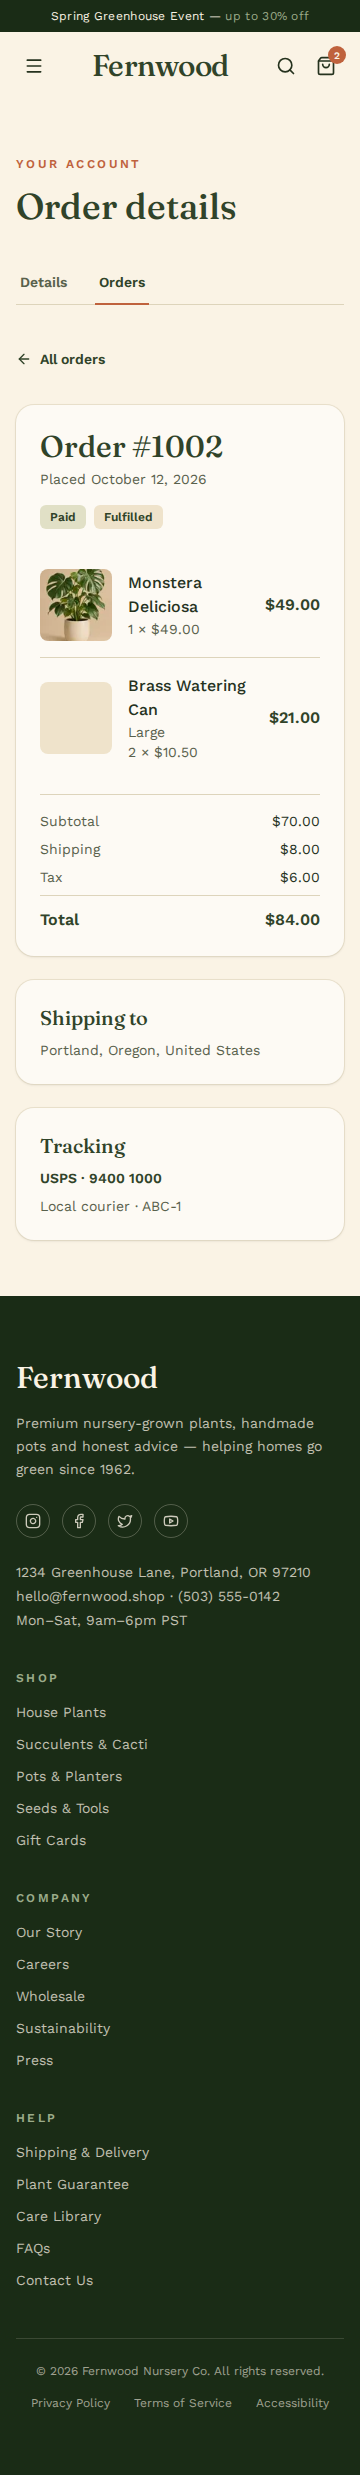 Spring Greenhouse Event — up to 30% off
Fernwood
2
YOUR ACCOUNT
Order details
Details Orders
All orders
Order #1002
Placed October 12, 2026
Paid Fulfilled
Monstera
Deliciosa
1 × $49.00
$49.00
Brass Watering
Can
Large
2 × $10.50
$21.00
Subtotal $70.00
Shipping $8.00
Tax $6.00
Total $84.00
Shipping to
Portland, Oregon, United States
Tracking
USPS · 9400 1000
Local courier · ABC-1
Fernwood
Premium nursery-grown plants, handmade
pots and honest advice — helping homes go
green since 1962.
1234 Greenhouse Lane, Portland, OR 97210
hello@fernwood.shop · (503) 555-0142
Mon–Sat, 9am–6pm PST
SHOP
House Plants
Succulents & Cacti
Pots & Planters
Seeds & Tools
Gift Cards
COMPANY
Our Story
Careers
Wholesale
Sustainability
Press
HELP
Shipping & Delivery
Plant Guarantee
Care Library
FAQs
Contact Us
© 2026 Fernwood Nursery Co. All rights reserved.
Privacy Policy Terms of Service Accessibility